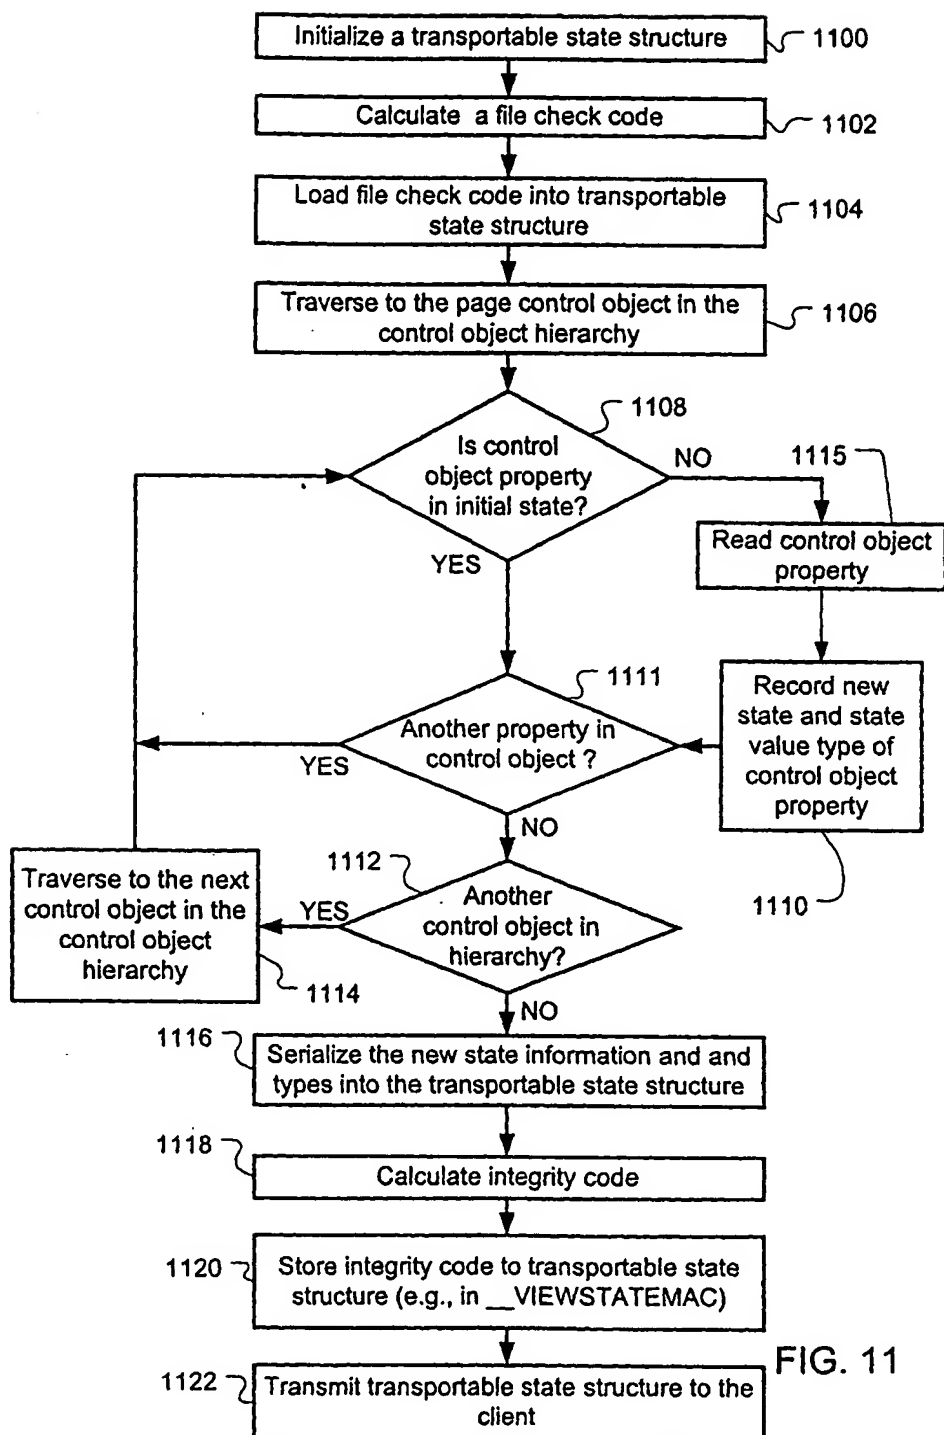 Initialize a transportable state structure
1100
Calculate a file check code
1102
Load file check code into transportable
state structure
1104
Traverse to the page control object in the
control object hierarchy
1106
1108
Is control
object property
in initial state?
NO
YES
1115
Read control object
property
1111
Another property in
control object ?
YES
NO
Record new
state and state
value type of
control object
property
1110
1112
Another
control object in
hierarchy?
YES
NO
Traverse to the next
control object in the
control object
hierarchy
1114
1116
Serialize the new state information and and
types into the transportable state structure
1118
Calculate integrity code
1120
Store integrity code to transportable state
structure (e.g., in __VIEWSTATEMAC)
FIG. 11
1122
Transmit transportable state structure to the
client